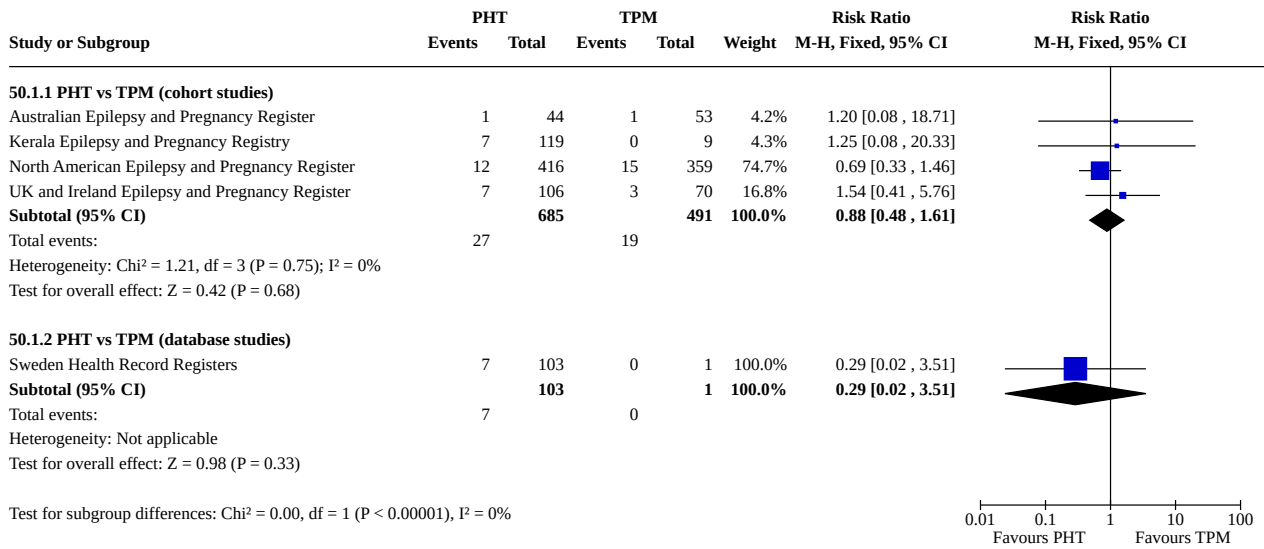 PHT TPM Risk Ratio Risk Ratio
Study or Subgroup Events Total Events Total Weight M-H, Fixed, 95% CI M-H, Fixed, 95% CI
50.1.1 PHT vs TPM (cohort studies)
Australian Epilepsy and Pregnancy Register 1 44 1 53 4.2% 1.20 [0.08 , 18.71]
Kerala Epilepsy and Pregnancy Registry 7 119 0 9 4.3% 1.25 [0.08 , 20.33]
North American Epilepsy and Pregnancy Register 12 416 15 359 74.7% 0.69 [0.33 , 1.46]
UK and Ireland Epilepsy and Pregnancy Register 7 106 3 70 16.8% 1.54 [0.41 , 5.76]
Subtotal (95% CI) 685 491 100.0% 0.88 [0.48 , 1.61]
Total events: 27 19
Heterogeneity: Chi² = 1.21, df = 3 (P = 0.75); I² = 0%
Test for overall effect: Z = 0.42 (P = 0.68)
50.1.2 PHT vs TPM (database studies)
Sweden Health Record Registers 7 103 0 1 100.0% 0.29 [0.02 , 3.51]
Subtotal (95% CI) 103 1 100.0% 0.29 [0.02 , 3.51]
Total events: 7 0
Heterogeneity: Not applicable
Test for overall effect: Z = 0.98 (P = 0.33)
Test for subgroup differences: Chi² = 0.00, df = 1 (P < 0.00001), I² = 0%
0.01 0.1 1 10 100
Favours PHT Favours TPM